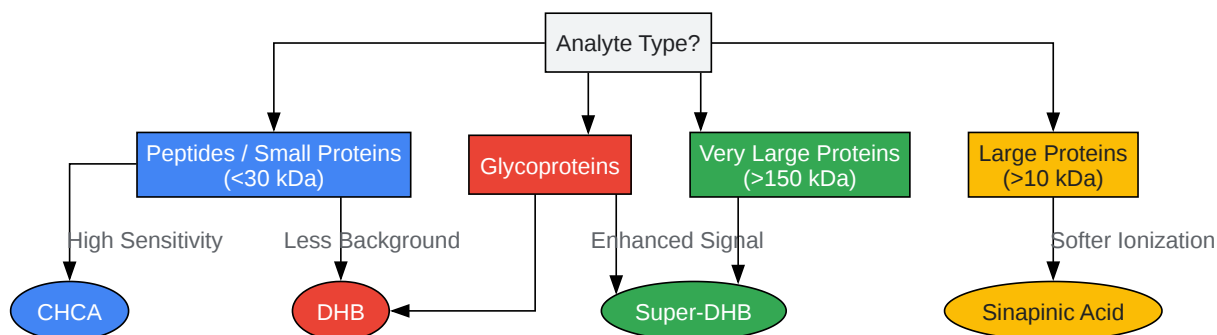 Analyte Type?
Peptides / Small Proteins
(<30 kDa)
Glycoproteins
Very Large Proteins
(>150 kDa)
Large Proteins
(>10 kDa)
High Sensitivity
Less Background
Enhanced Signal
Softer Ionization
CHCA
DHB
Super-DHB
Sinapinic Acid